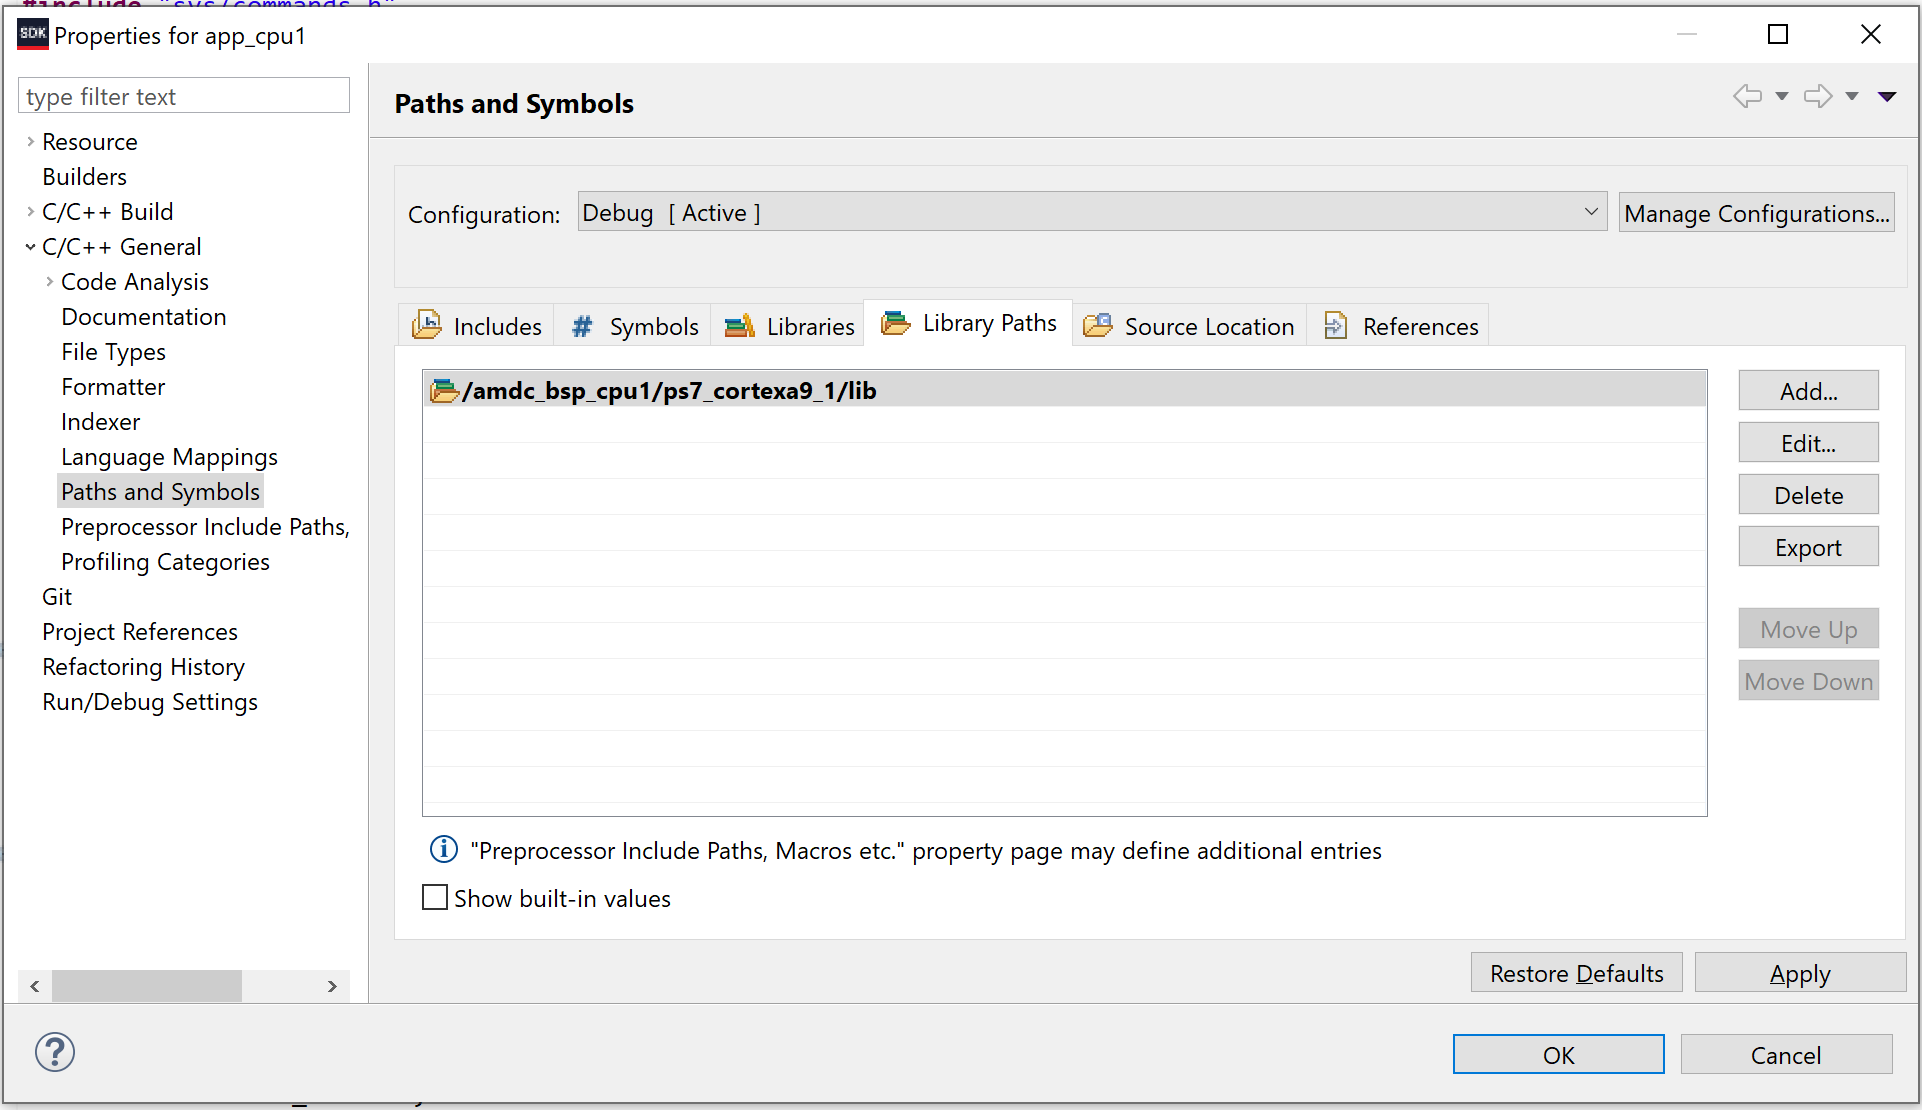 #include "sys/commands.h"
SDK Properties for app_cpu1
type filter text
Resource
Builders
C/C++ Build
C/C++ General
Code Analysis
Documentation
File Types
Formatter
Indexer
Language Mappings
Paths and Symbols
Preprocessor Include Paths,
Profiling Categories
Git
Project References
Refactoring History
Run/Debug Settings
Paths and Symbols
Configuration: Debug [ Active ] Manage Configurations...
Includes # Symbols Libraries Library Paths Source Location References
/amdc_bsp_cpu1/ps7_cortexa9_1/lib
Add...
Edit...
Delete
Export
Move Up
Move Down
"Preprocessor Include Paths, Macros etc." property page may define additional entries
Show built-in values
Restore Defaults Apply
? OK Cancel